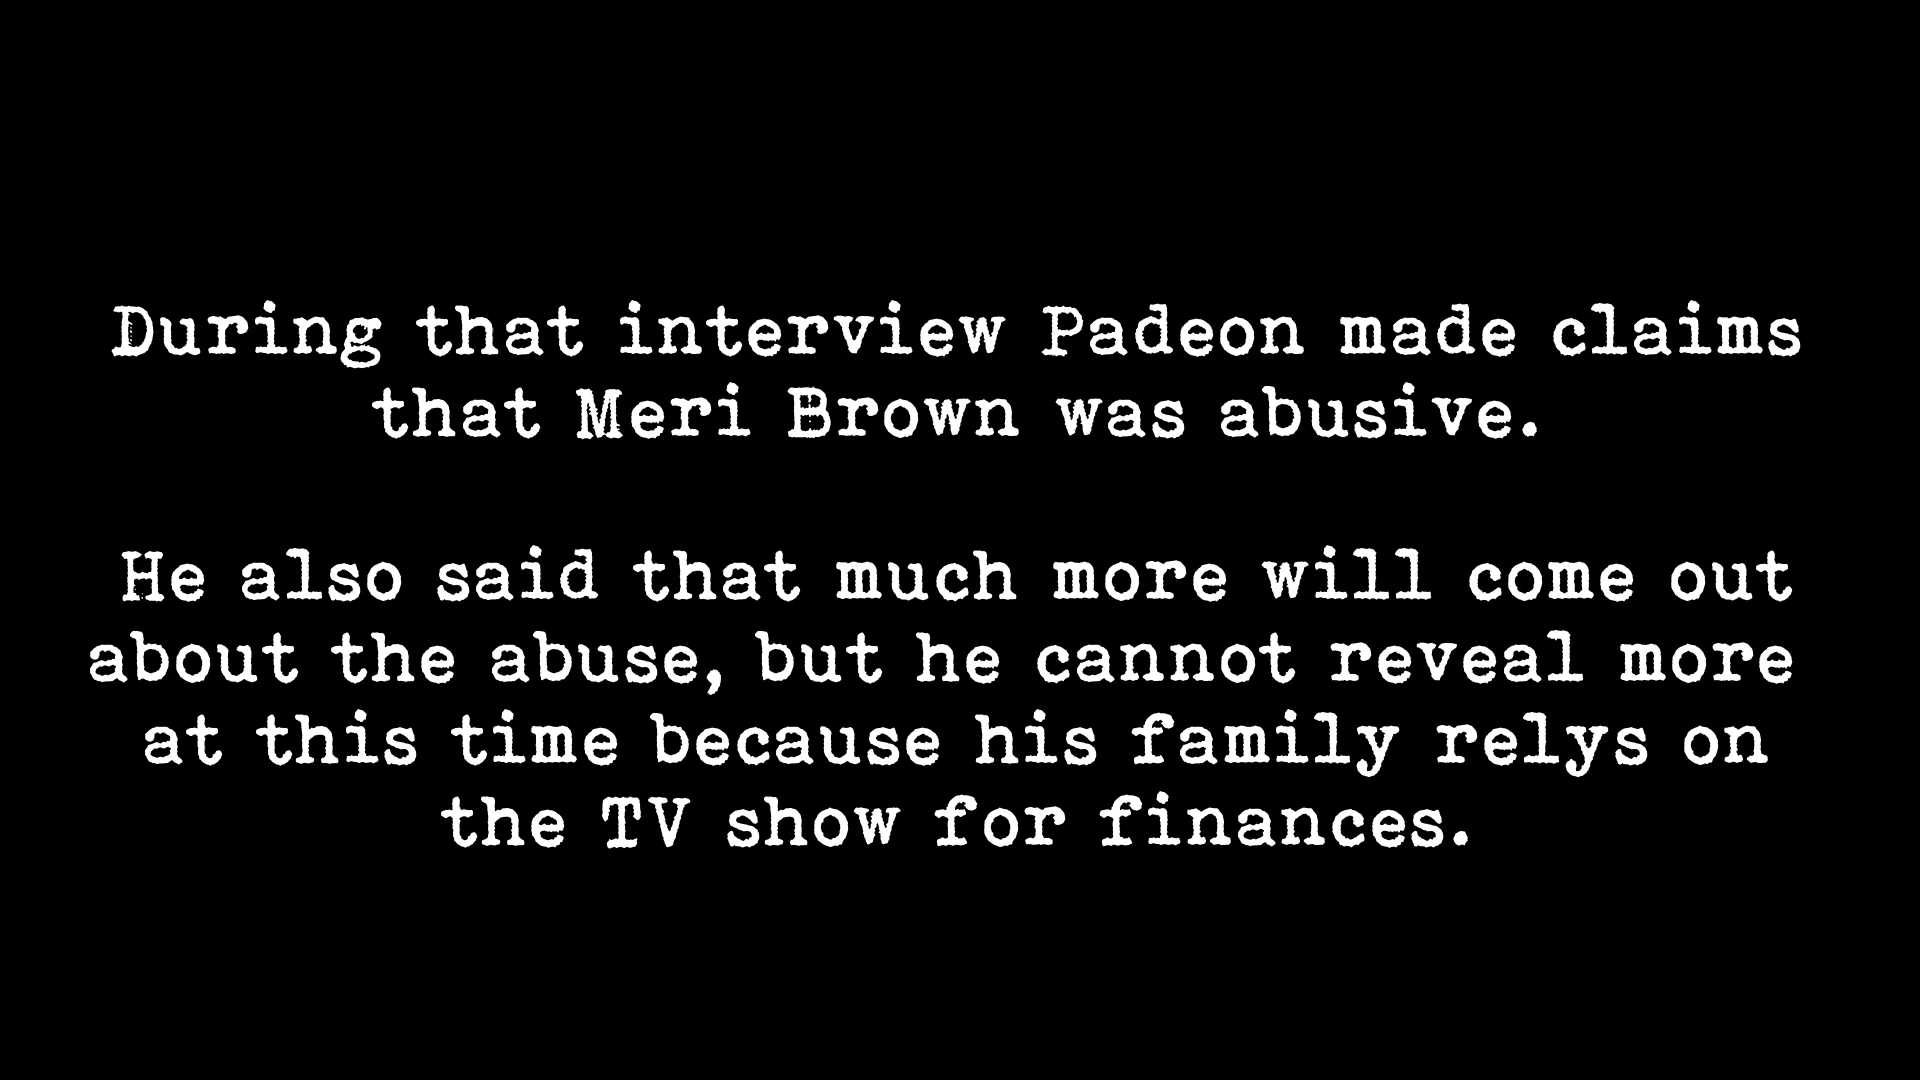 During that interview Padeon made claims
that Meri Brown was abusive.
He also said that much more will come out
about the abuse, but he cannot reveal more
at this time because his family relys on
the TV show for finances.